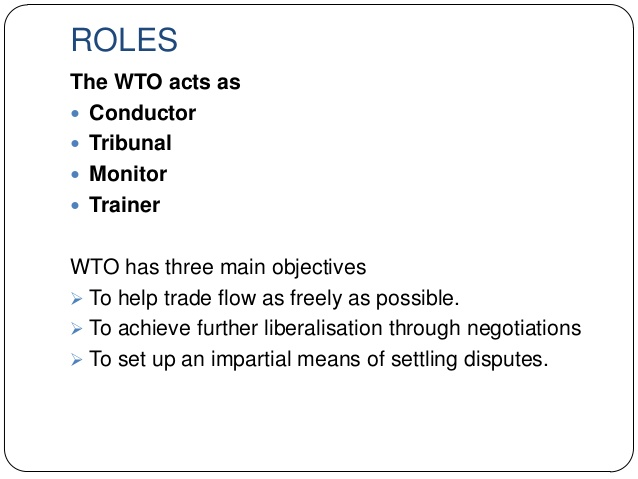 ROLES
The WTO acts as
• Conductor
• Tribunal
• Monitor
• Trainer
WTO has three main objectives
➢ To help trade flow as freely as possible.
➢ To achieve further liberalisation through negotiations
➢ To set up an impartial means of settling disputes.